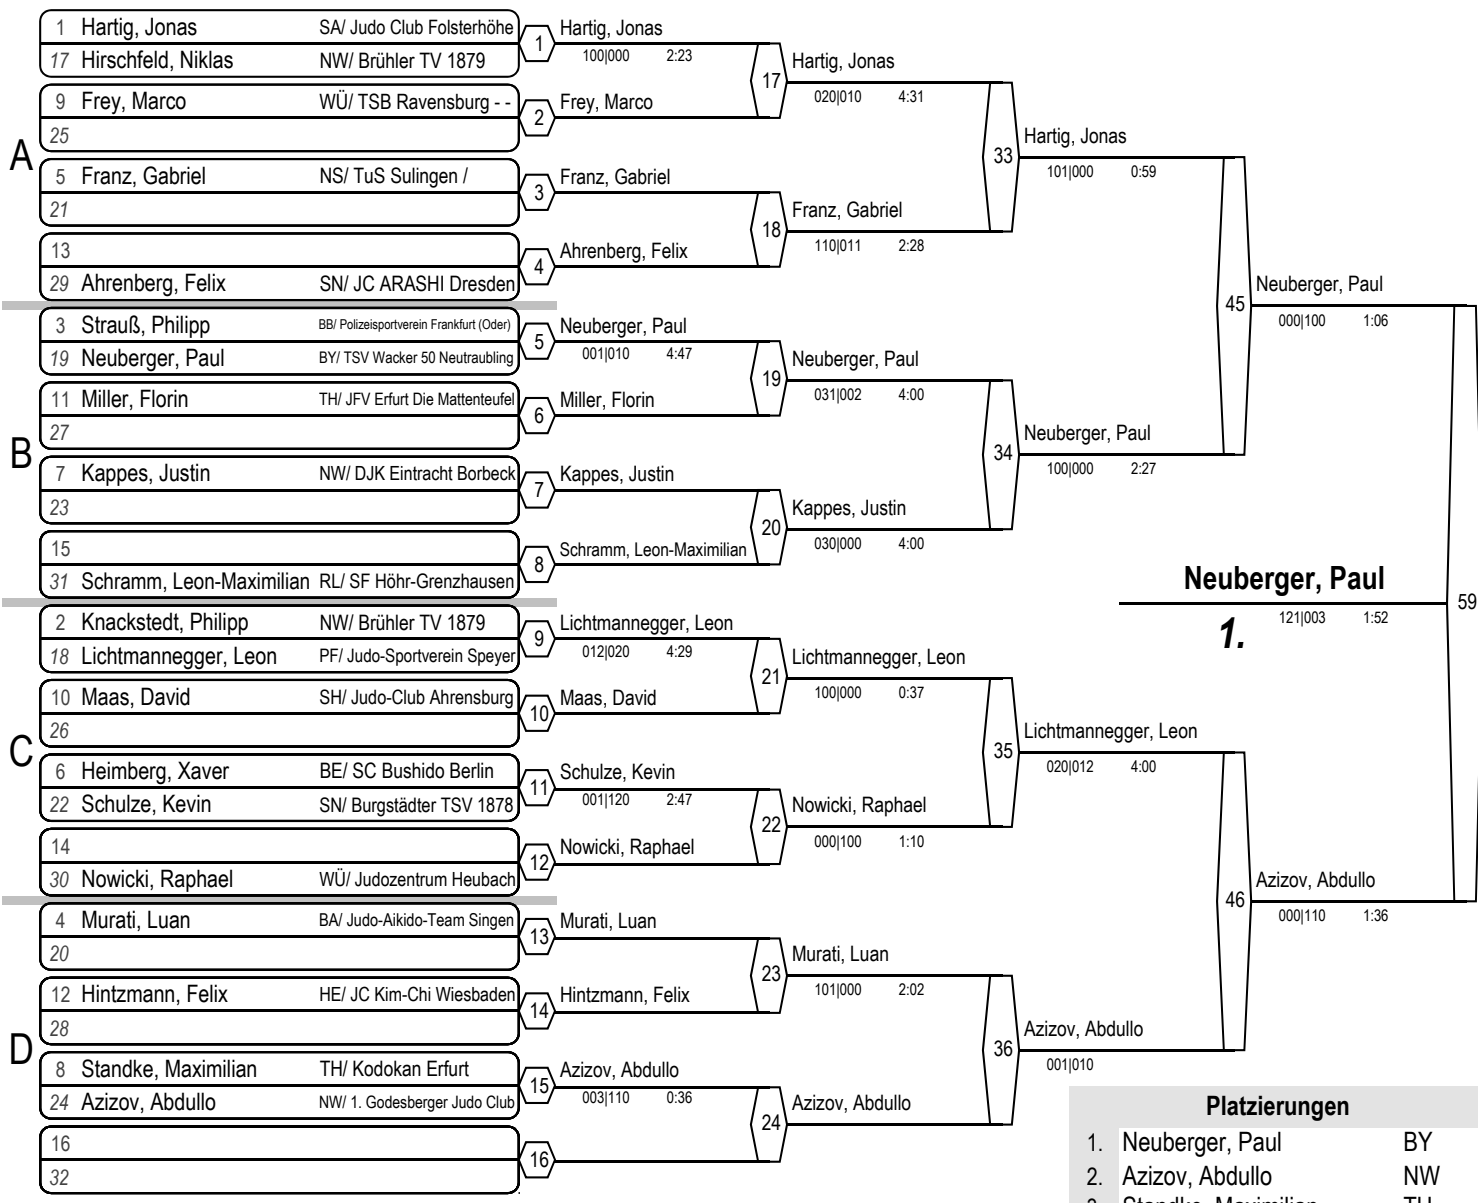 1 Hartig, Jonas SA/ Judo Club Folsterhöhe
17 Hirschfeld, Niklas NW/ Brühler TV 1879
9 Frey, Marco WÜ/ TSB Ravensburg - -
25
A
5 Franz, Gabriel NS/ TuS Sulingen /
21
13
29 Ahrenberg, Felix SN/ JC ARASHI Dresden
3 Strauß, Philipp BB/ Polizeisportverein Frankfurt (Oder)
19 Neuberger, Paul BY/ TSV Wacker 50 Neutraubling
11 Miller, Florin TH/ JFV Erfurt Die Mattenteufel
27
B
7 Kappes, Justin NW/ DJK Eintracht Borbeck
23
15
31 Schramm, Leon-Maximilian RL/ SF Höhr-Grenzhausen
2 Knackstedt, Philipp NW/ Brühler TV 1879
18 Lichtmannegger, Leon PF/ Judo-Sportverein Speyer
10 Maas, David SH/ Judo-Club Ahrensburg
26
C
6 Heimberg, Xaver BE/ SC Bushido Berlin
22 Schulze, Kevin SN/ Burgstädter TSV 1878
14
30 Nowicki, Raphael WÜ/ Judozentrum Heubach
4 Murati, Luan BA/ Judo-Aikido-Team Singen
20
12 Hintzmann, Felix HE/ JC Kim-Chi Wiesbaden
28
D
8 Standke, Maximilian TH/ Kodokan Erfurt
24 Azizov, Abdullo NW/ 1. Godesberger Judo Club
16
32
1 Hartig, Jonas
100|000 2:23
2 Frey, Marco
3 Franz, Gabriel
4 Ahrenberg, Felix
5 Neuberger, Paul
001|010 4:47
6 Miller, Florin
7 Kappes, Justin
8 Schramm, Leon-Maximilian
9 Lichtmannegger, Leon
012|020 4:29
10 Maas, David
11 Schulze, Kevin
001|120 2:47
12 Nowicki, Raphael
13 Murati, Luan
14 Hintzmann, Felix
15 Azizov, Abdullo
003|110 0:36
16
17 Hartig, Jonas
020|010 4:31
18 Franz, Gabriel
110|011 2:28
19 Neuberger, Paul
031|002 4:00
20 Kappes, Justin
030|000 4:00
21 Lichtmannegger, Leon
100|000 0:37
22 Nowicki, Raphael
000|100 1:10
23 Murati, Luan
101|000 2:02
24 Azizov, Abdullo
33 Hartig, Jonas
101|000 0:59
34 Neuberger, Paul
100|000 2:27
35 Lichtmannegger, Leon
020|012 4:00
36 Azizov, Abdullo
001|010
45 Neuberger, Paul
000|100 1:06
46 Azizov, Abdullo
000|110 1:36
59
Neuberger, Paul
121|003 1:52
1.
Platzierungen
1. Neuberger, Paul BY
2. Azizov, Abdullo NW
3. Standke, Maximilian TH